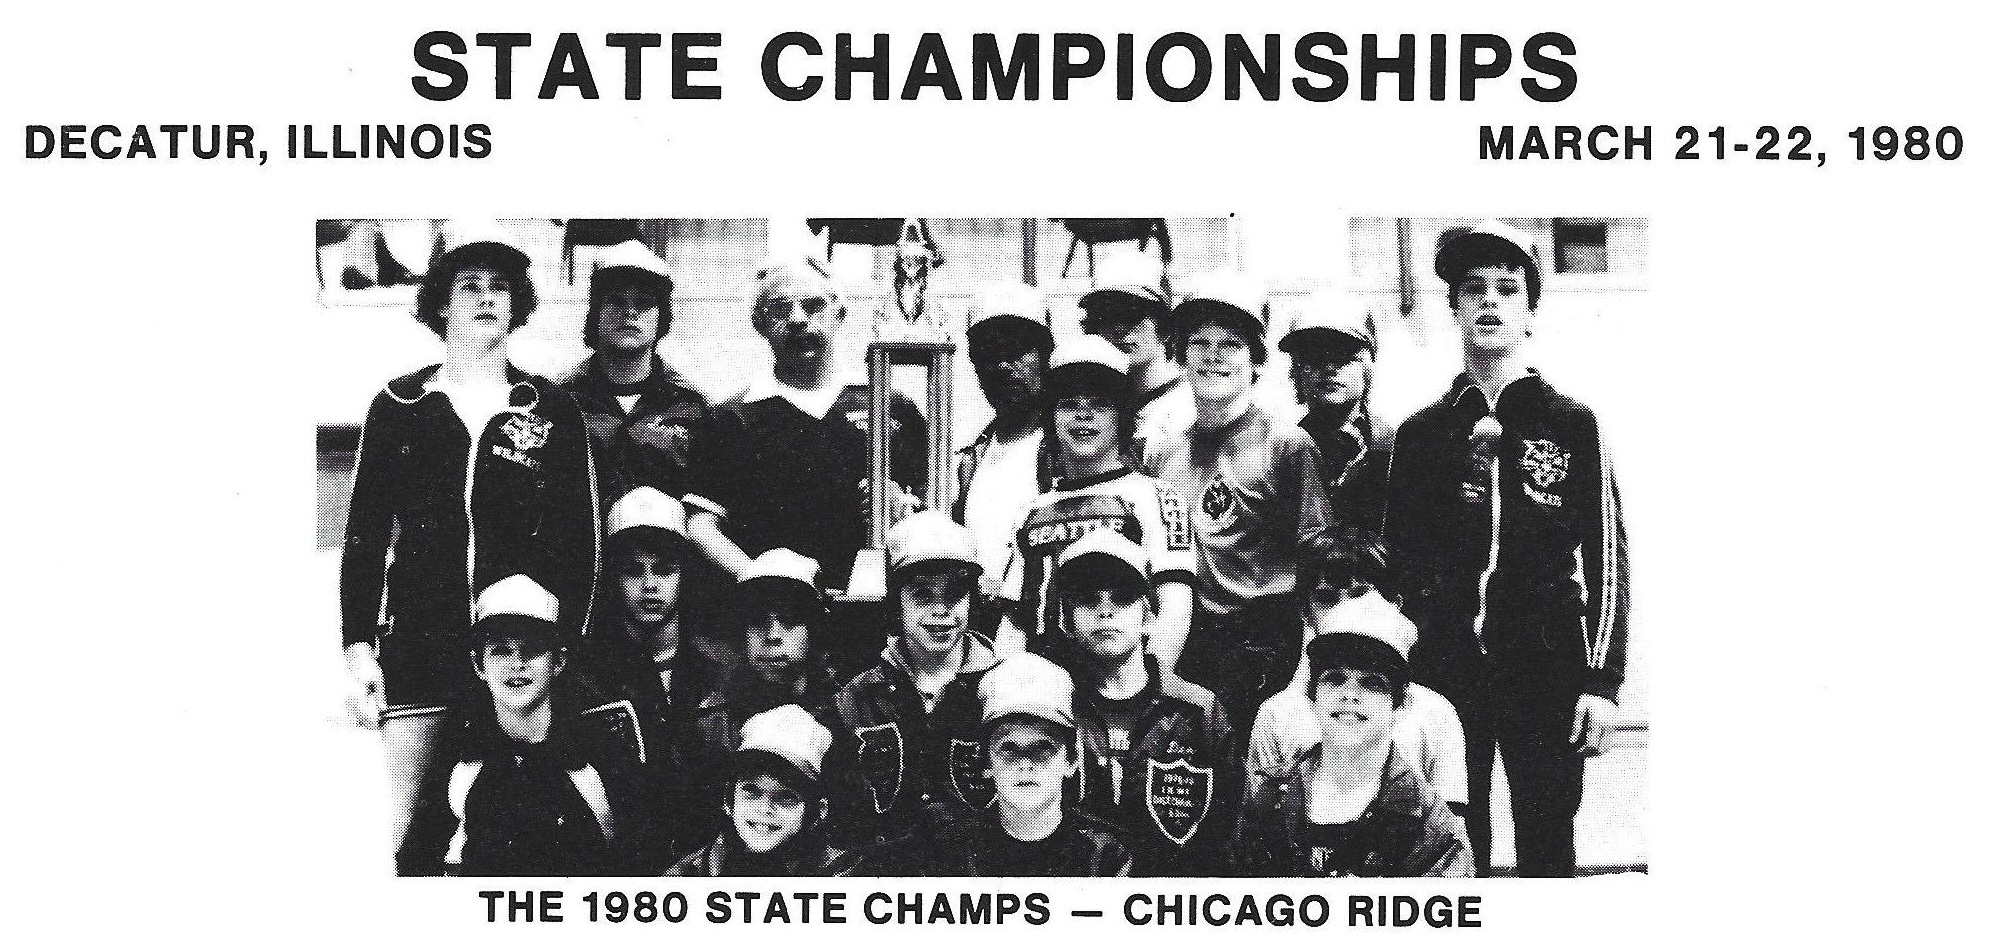 STATE CHAMPIONSHIPS
DECATUR, ILLINOIS
MARCH 21-22, 1980
SEATTLE
THE 1980 STATE CHAMPS — CHICAGO RIDGE